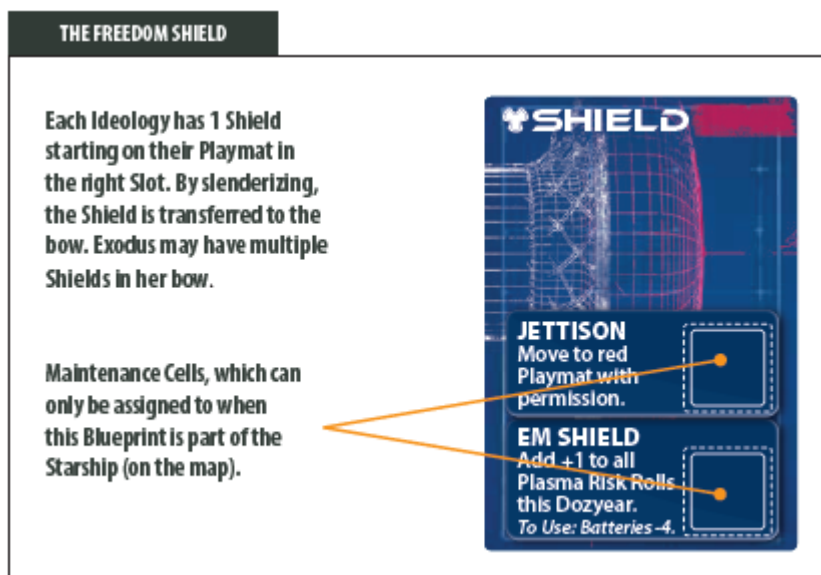 THE FREEDOM SHIELD
Each Ideology has 1 Shield
starting on their Playmat in
the right Slot. By slenderizing,
the Shield is transferred to the
bow. Exodus may have multiple
Shields in her bow.
Maintenance Cells, which can
only be assigned to when
this Blueprint is part of the
Starship (on the map).
SHIELD
JETTISON
Move to red
Playmat with
permission.
EM SHIELD
Add +1 to all
Plasma Risk Rolls
this Dozyear.
To Use: Batteries -4.